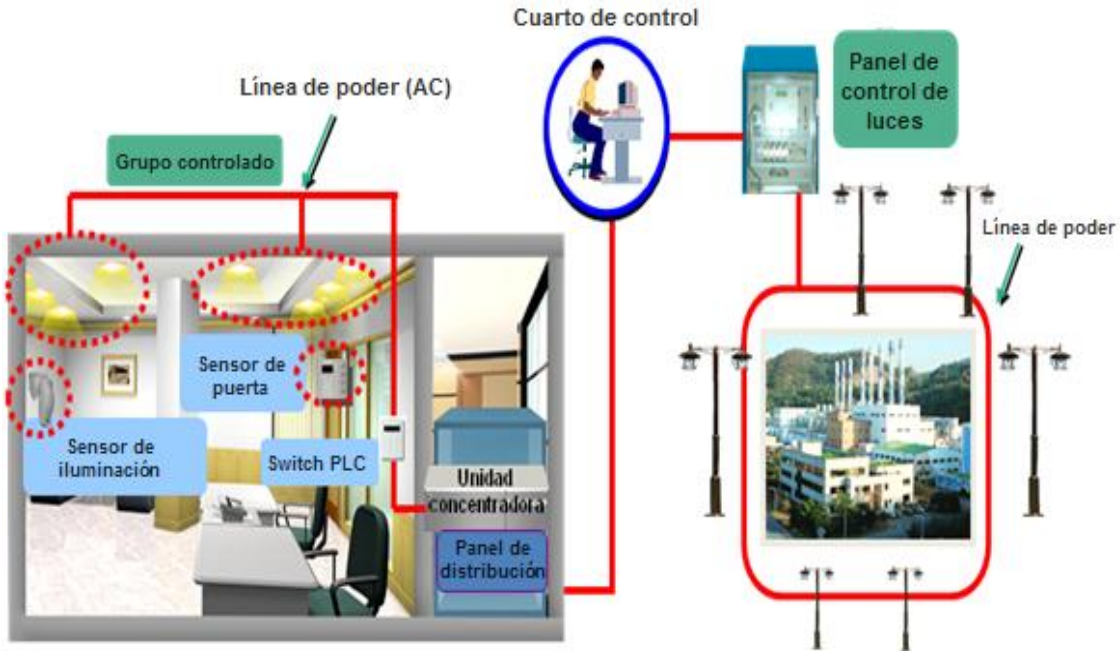 Cuarto de control
Panel de
control de
luces
Línea de poder (AC)
Grupo controlado
Línea de poder
Sensor de
puerta
Sensor de
iluminación
Switch PLC
Unidad
concentradora
Panel de
distribución